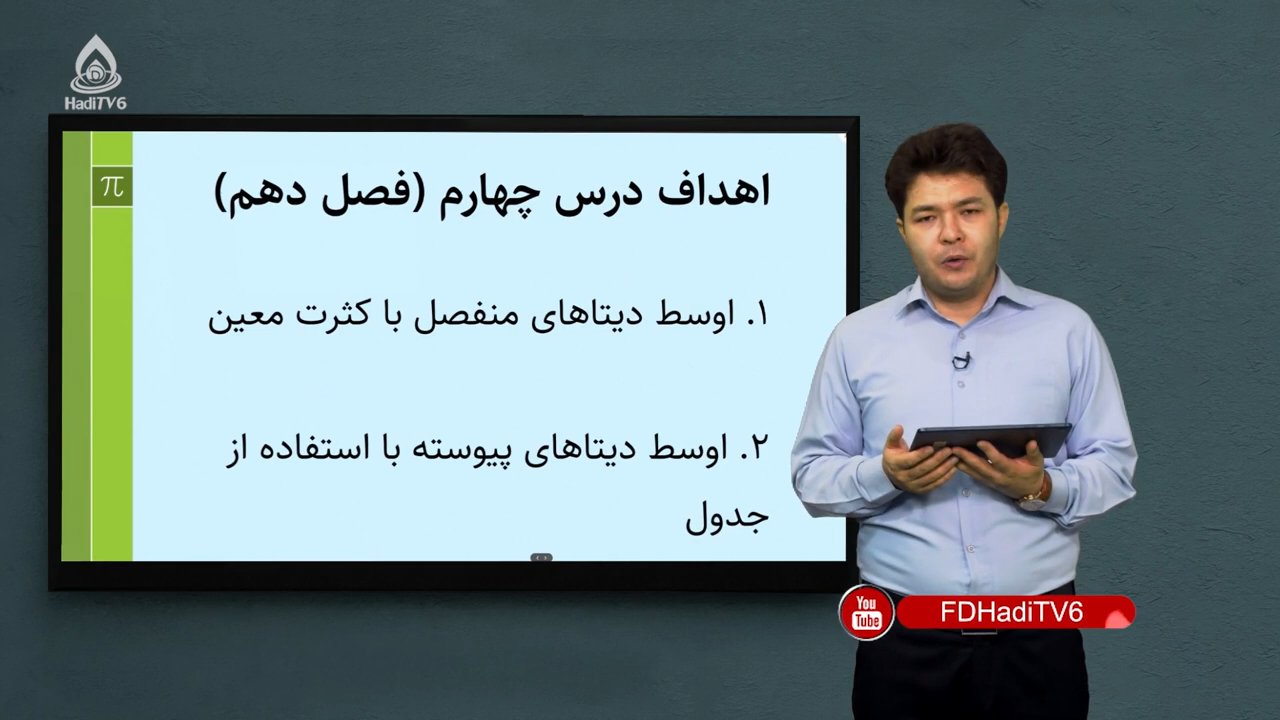 HadiTV6
π
اهداف درس چهارم (فصل دهم)
۱. اوسط دیتاهای منفصل با کثرت معین
۲. اوسط دیتاهای پیوسته با استفاده از
جدول
You
Tube
FDHadiTV6